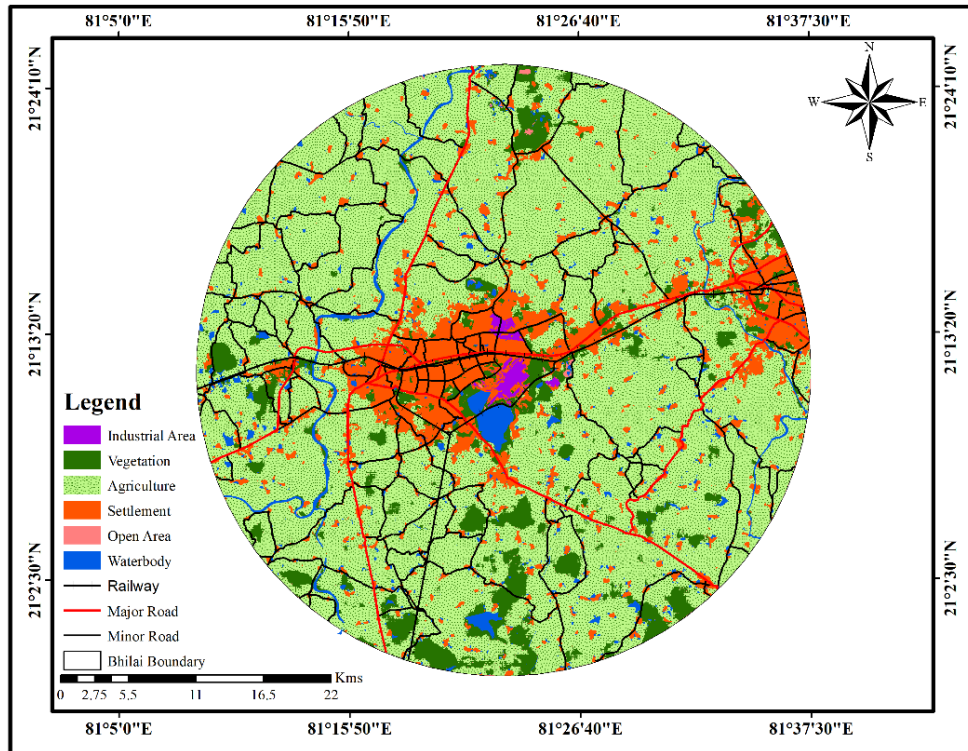 81°5'0"E 81°15'50"E 81°26'40"E 81°37'30"E
21°24'10"N 21°24'10"N
N
W E
S
21°13'20"N 21°13'20"N
Legend
Industrial Area
Vegetation
Agriculture
Settlement
Open Area
Waterbody
Railway
Major Road
Minor Road
Bhilai Boundary
21°2'30"N 21°2'30"N
Kms
0 2.75 5.5 11 16.5 22
81°5'0"E 81°15'50"E 81°26'40"E 81°37'30"E